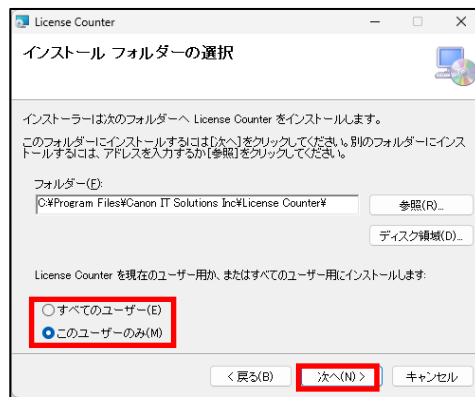 License Counter
インストール フォルダーの選択
インストーラーは次のフォルダーへ License Counter をインストールします。
このフォルダーにインストールするには[次へ]をクリックしてください。別のフォルダーにインス
トールするには、アドレスを入力するか[参照]をクリックしてください。
フォルダー(F):
C:¥Program Files¥Canon IT Solutions Inc¥License Counter¥
参照(R)...
ディスク領域(D)...
License Counter を現在のユーザー用か、またはすべてのユーザー用にインストールします:
すべてのユーザー(E)
このユーザーのみ(M)
< 戻る(B)
次へ(N) >
キャンセル